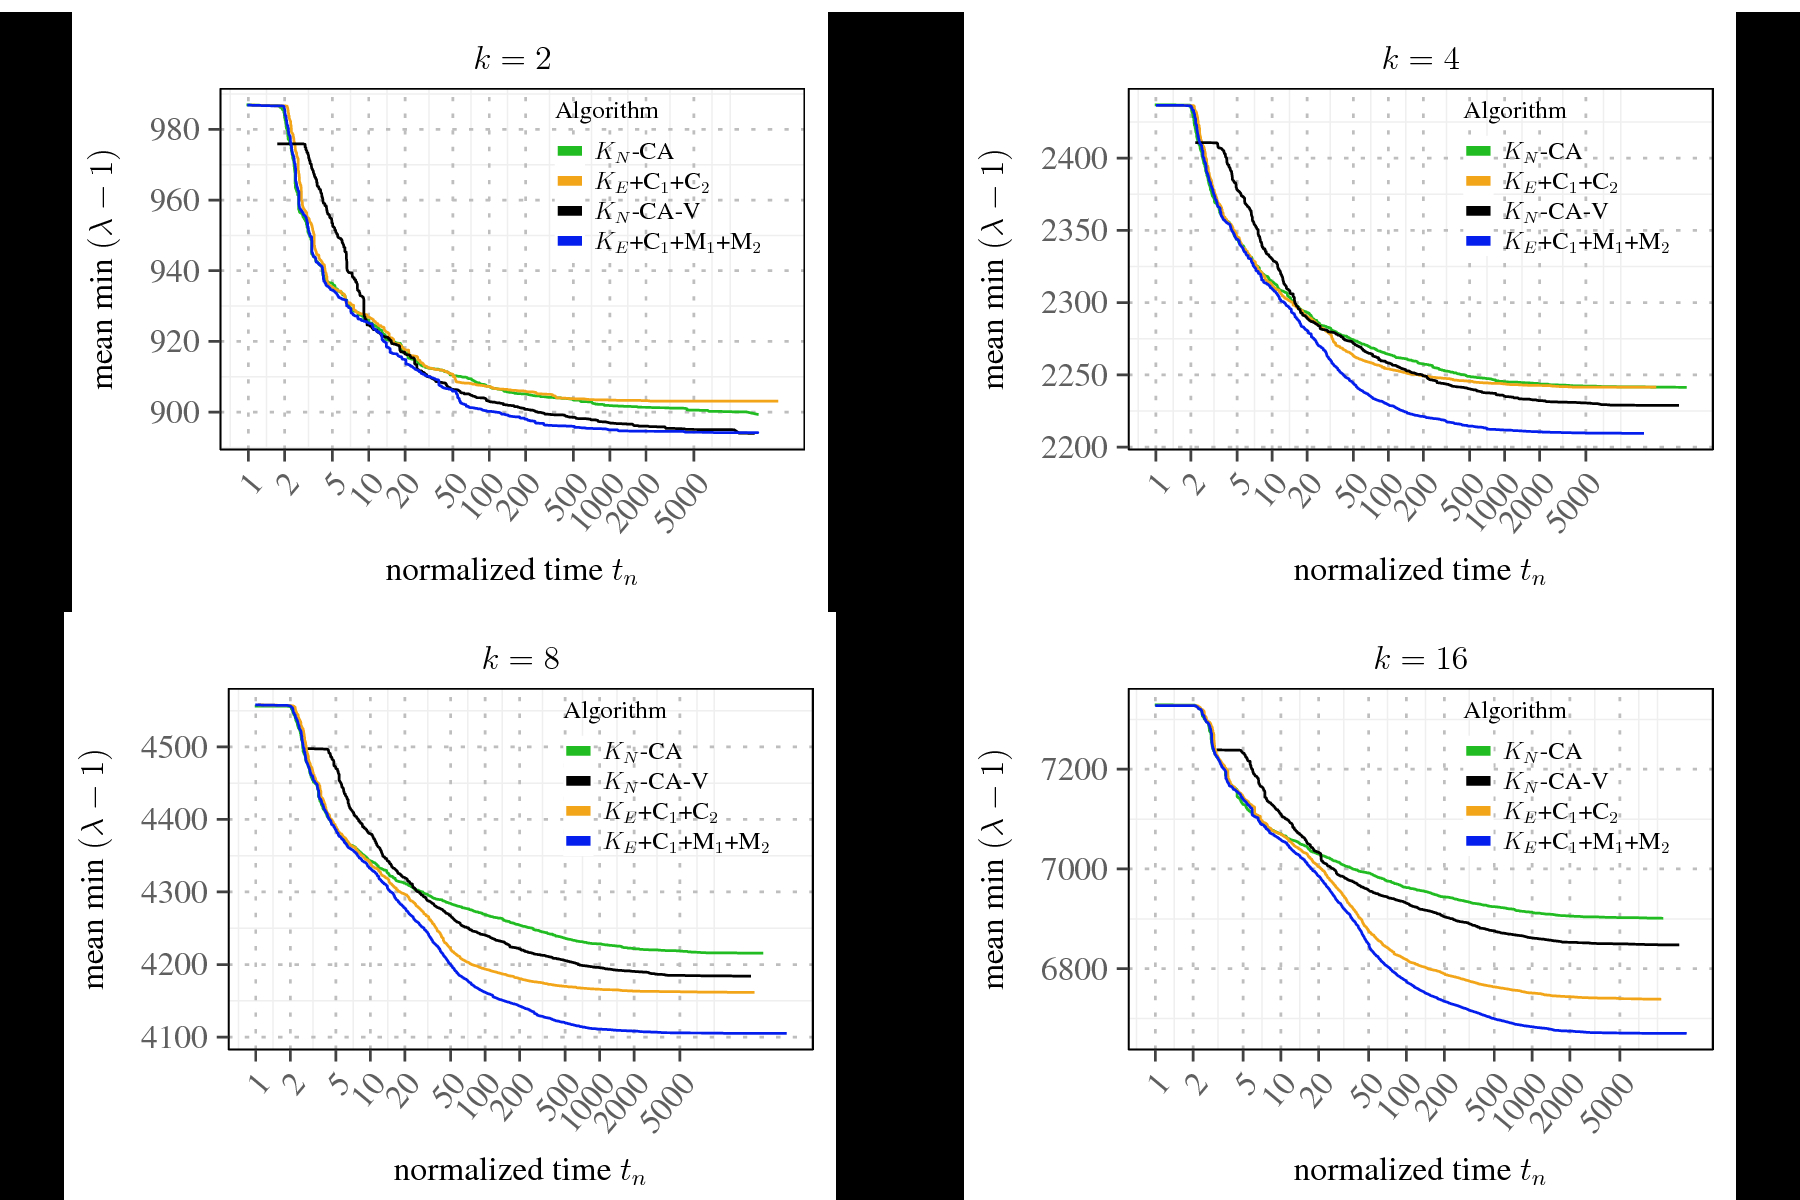 k = 2
mean min (λ − 1)
980
960
940
920
900
Algorithm
K_N-CA
K_E+C_1+C_2
K_N-CA-V
K_E+C_1+M_1+M_2
1 2 5 10 20 50 100 200 500 1000 2000 5000
normalized time t_n
k = 4
mean min (λ − 1)
2400
2350
2300
2250
2200
Algorithm
K_N-CA
K_E+C_1+C_2
K_N-CA-V
K_E+C_1+M_1+M_2
1 2 5 10 20 50 100 200 500 1000 2000 5000
normalized time t_n
k = 8
mean min (λ − 1)
4500
4400
4300
4200
4100
Algorithm
K_N-CA
K_N-CA-V
K_E+C_1+C_2
K_E+C_1+M_1+M_2
1 2 5 10 20 50 100 200 500 1000 2000 5000
normalized time t_n
k = 16
mean min (λ − 1)
7200
7000
6800
Algorithm
K_N-CA
K_N-CA-V
K_E+C_1+C_2
K_E+C_1+M_1+M_2
1 2 5 10 20 50 100 200 500 1000 2000 5000
normalized time t_n